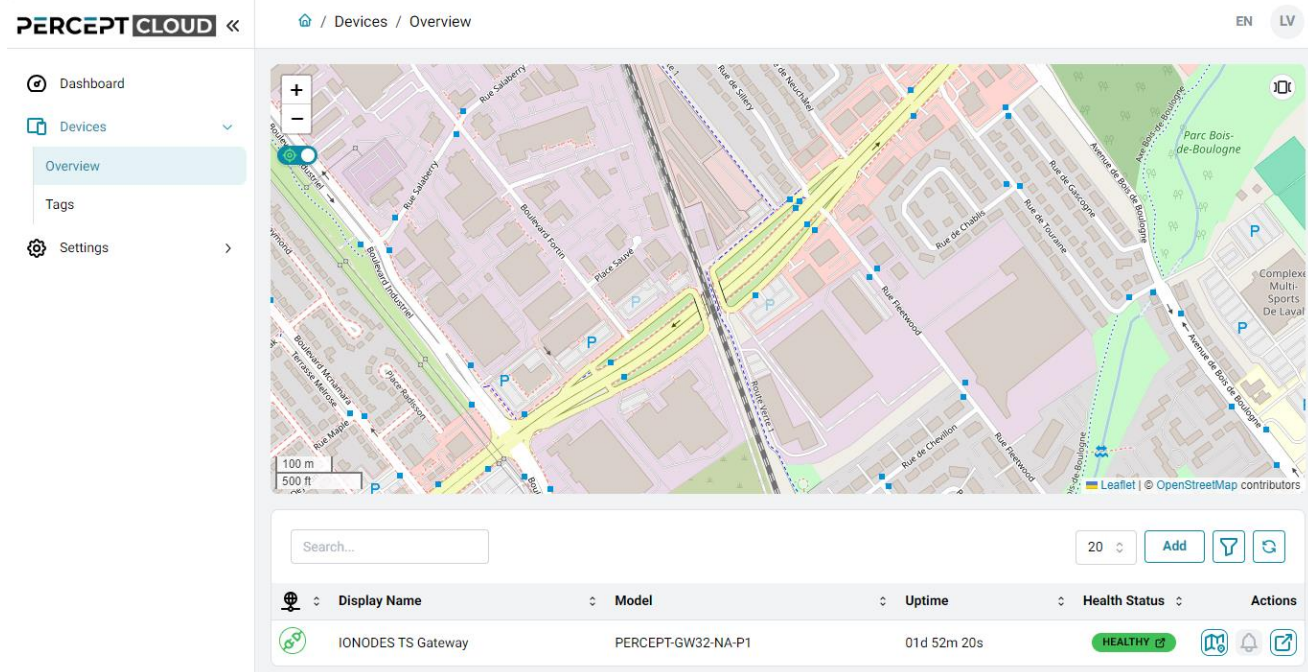 PERCEPT CLOUD «
/ Devices / Overview
EN
LV
Dashboard
Devices
Overview
Tags
Settings
+
−
Rue Salaberry
Rue de Sillery
Rue Salaberry
Boulevard Fortin
Place Sauvé
Boulevard Industriel
Boulevard Mcnamara
Terrasse Melrose
Place Radisson
Rue Maple
Rue de Chablis
Rue de Gascogne
Rue de Touraine
Rue Fleetwood
Rue Fleetwood
Rue de Chevillon
Route Verte 1
Avenue de Bois de Boulogne
Avenue de Bois de Boulogne
Axe Bois-de-Boulogne
Parc Bois-
de-Boulogne
Complexe
Multi-
Sports
De Laval
P
P
P
P
P
P
P
100 m
500 ft
Leaflet | © OpenStreetMap contributors
Search...
20
Add
Display Name
Model
Uptime
Health Status
Actions
IONODES TS Gateway
PERCEPT-GW32-NA-P1
01d 52m 20s
HEALTHY